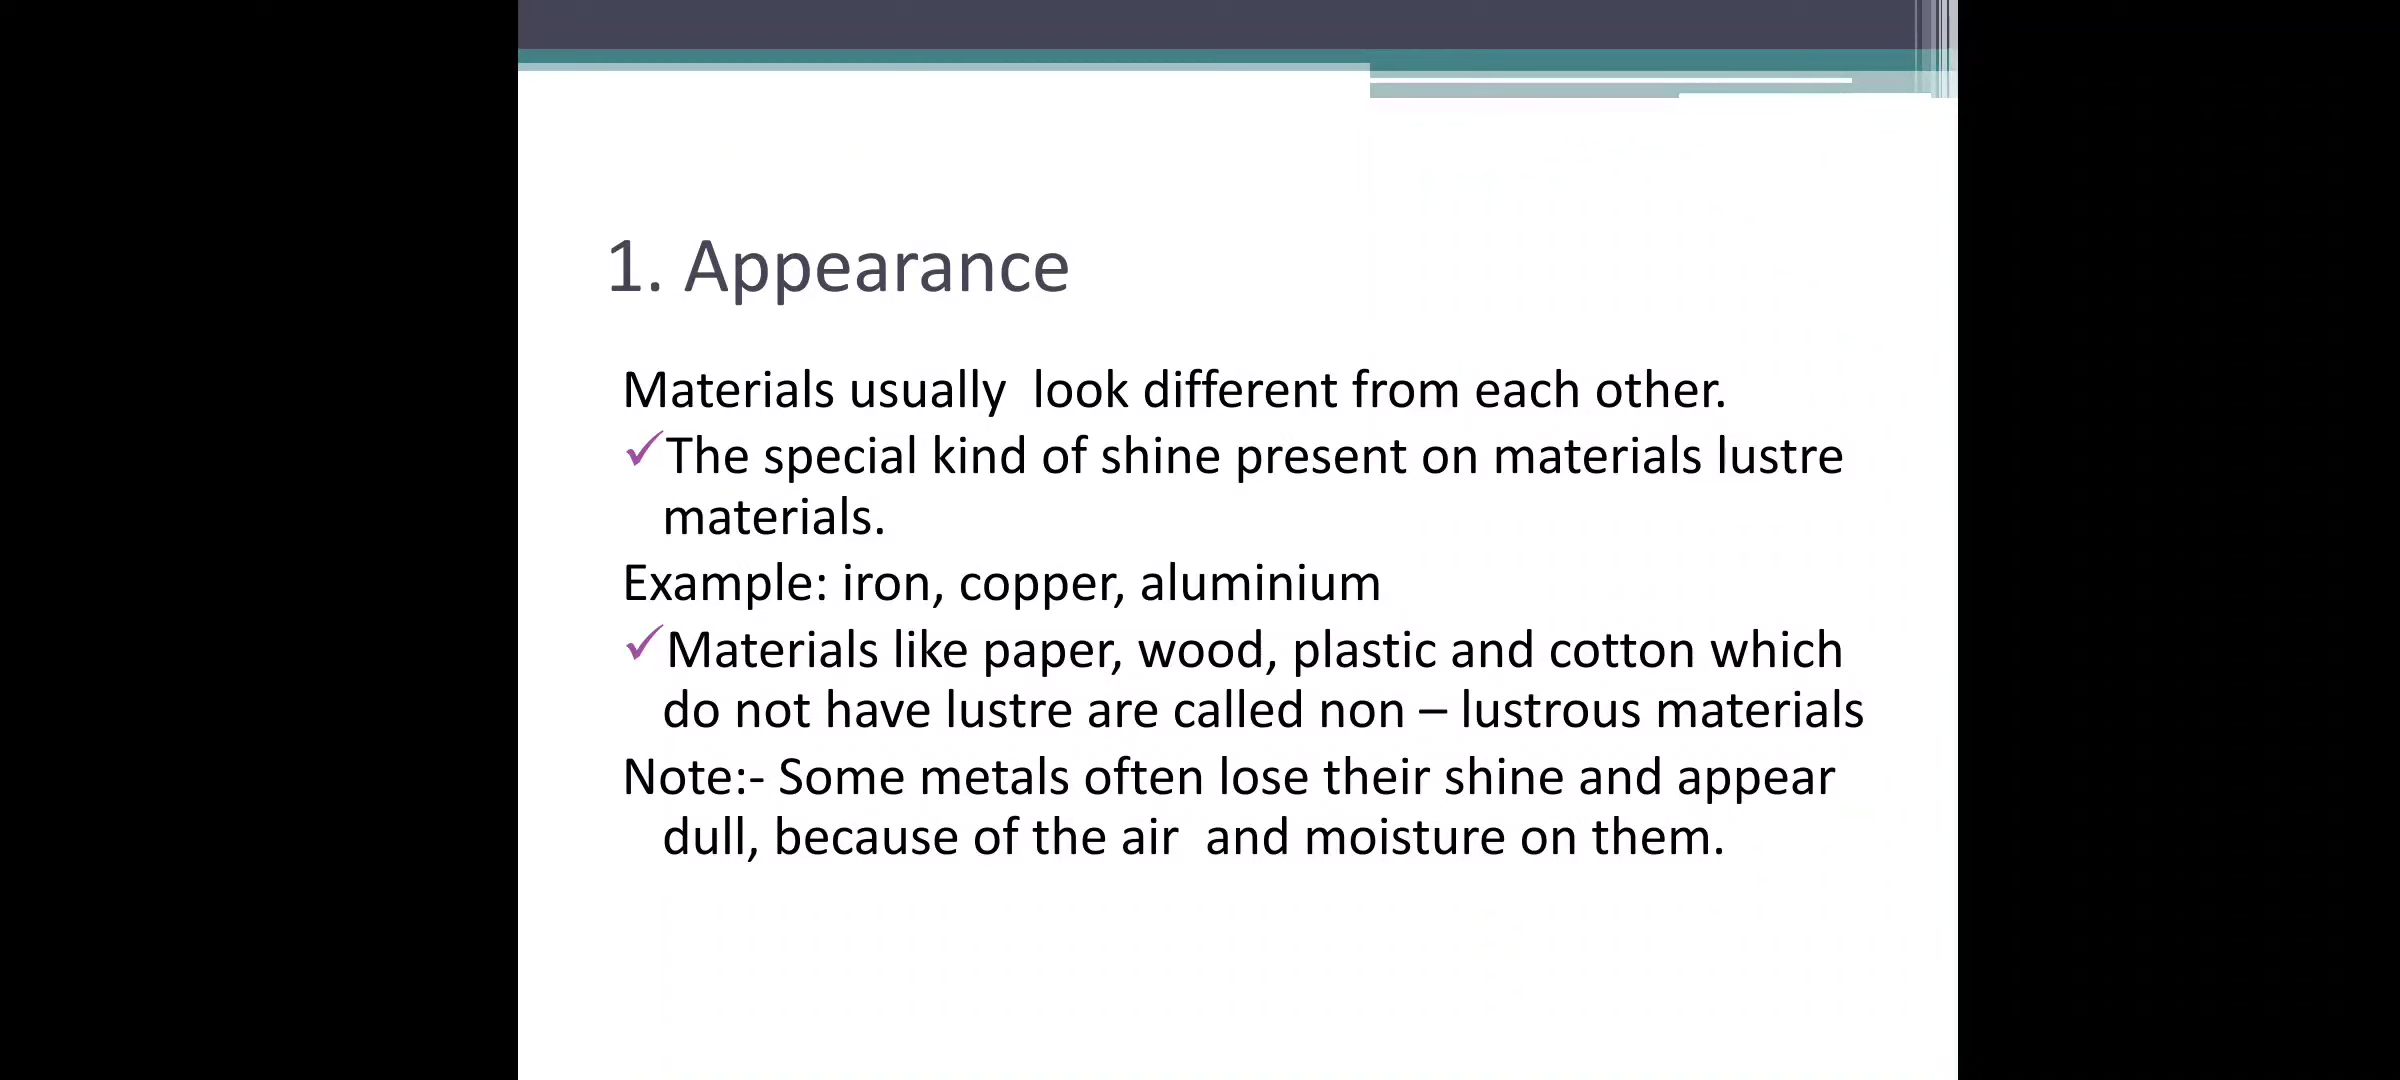 1. Appearance
Materials usually  look different from each other.
✓The special kind of shine present on materials lustre
materials.
Example: iron, copper, aluminium
✓Materials like paper, wood, plastic and cotton which
do not have lustre are called non – lustrous materials
Note:- Some metals often lose their shine and appear
dull, because of the air  and moisture on them.